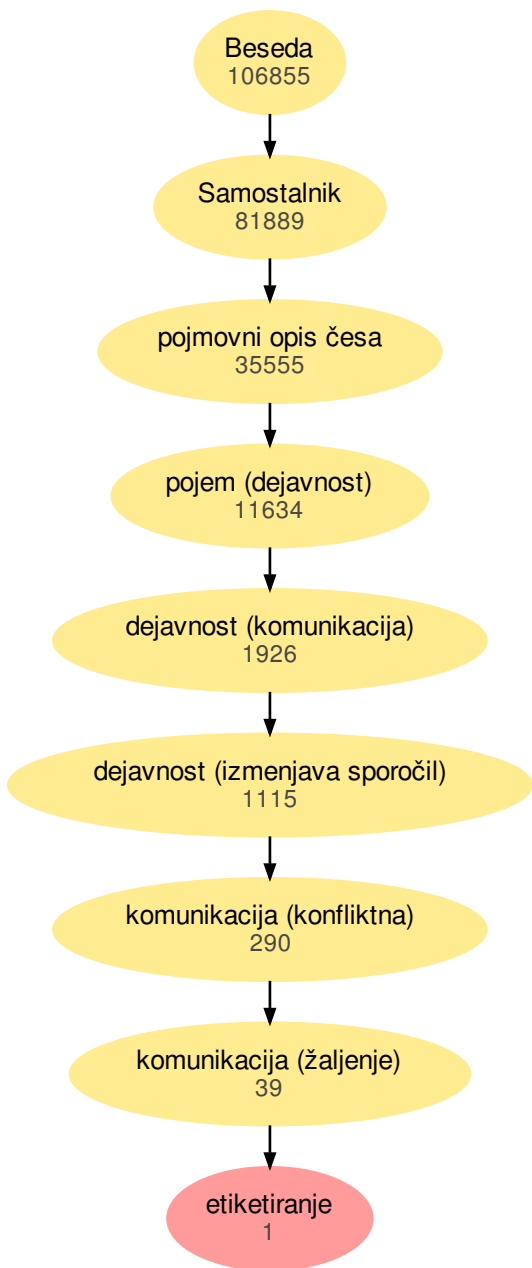 Beseda
106855
Samostalnik
81889
pojmovni opis česa
35555
pojem (dejavnost)
11634
dejavnost (komunikacija)
1926
dejavnost (izmenjava sporočil)
1115
komunikacija (konfliktna)
290
komunikacija (žaljenje)
39
etiketiranje
1